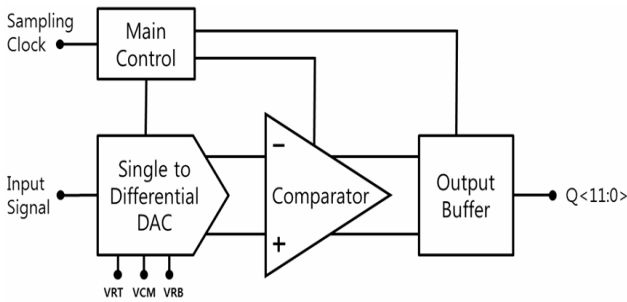 Sampling
Clock
Main
Control
Input
Signal
Single to
Differential
DAC
−
Comparator
+
Output
Buffer
Q<11:0>
VRT VCM VRB